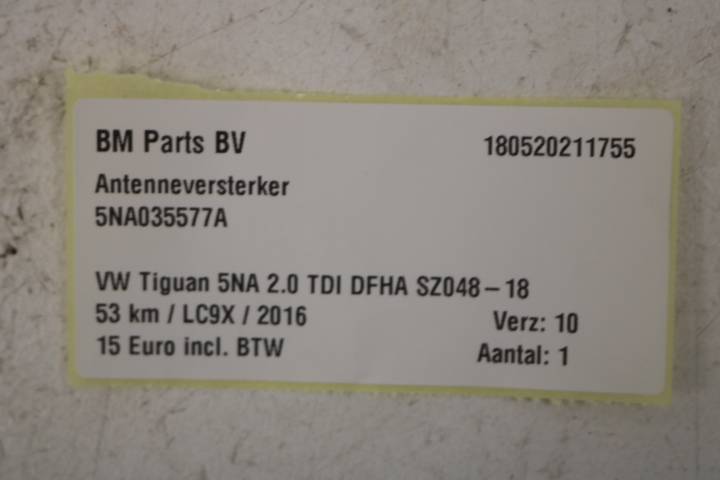 BM Parts BV 180520211755
Antenneversterker
5NA035577A
VW Tiguan 5NA 2.0 TDI DFHA SZ048-18
53 km / LC9X / 2016 Verz: 10
15 Euro incl. BTW Aantal: 1